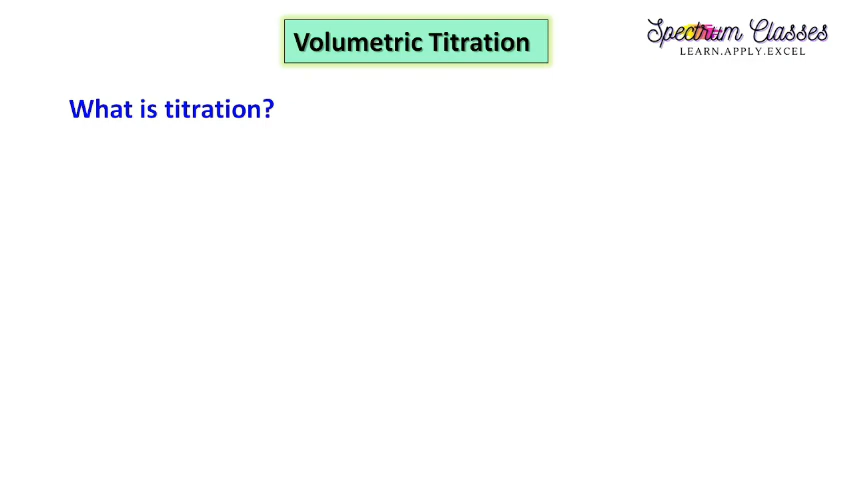 Volumetric Titration
Spectrum Classes
LEARN.APPLY.EXCEL
What is titration?